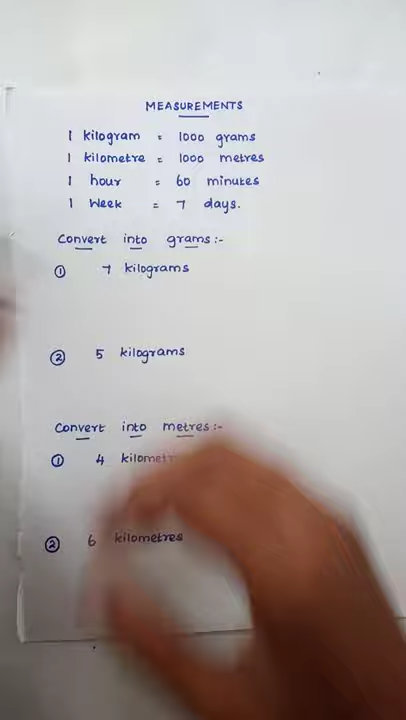 MEASUREMENTS
1 kilogram = 1000 grams
1 kilometre = 1000 metres
1 hour = 60 minutes
1 Week = 7 days.
Convert into grams:-
① 7 kilograms
② 5 kilograms
Convert into metres:-
① 4
② 6 kilometres